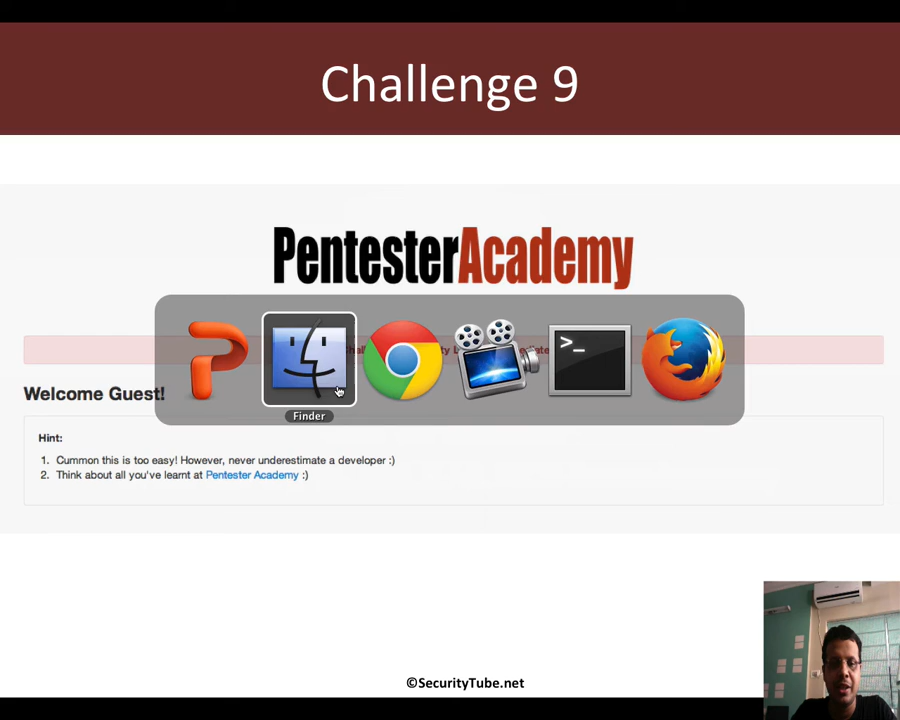 Challenge 9
PentesterAcademy
Welcome Guest!
Finder
Hint:
1. Cummon this is too easy! However, never underestimate a developer :)
2. Think about all you've learnt at Pentester Academy :)
©SecurityTube.net